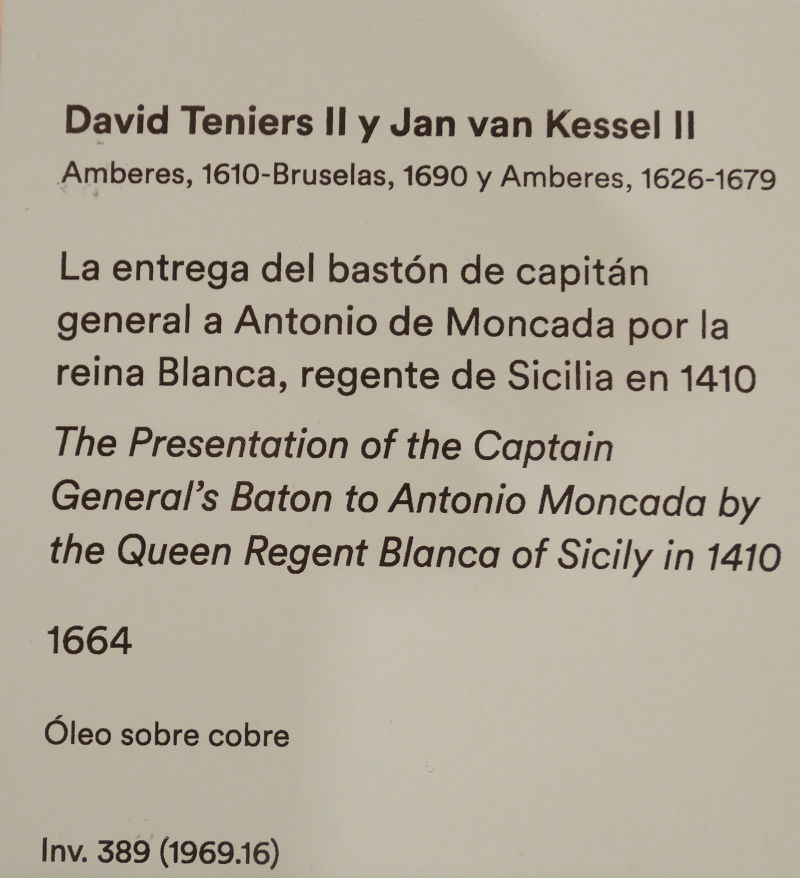 David Teniers II y Jan van Kessel II
Amberes, 1610-Bruselas, 1690 y Amberes, 1626-1679
La entrega del bastón de capitán
general a Antonio de Moncada por la
reina Blanca, regente de Sicilia en 1410
The Presentation of the Captain
General's Baton to Antonio Moncada by
the Queen Regent Blanca of Sicily in 1410
1664
Óleo sobre cobre
Inv. 389 (1969.16)